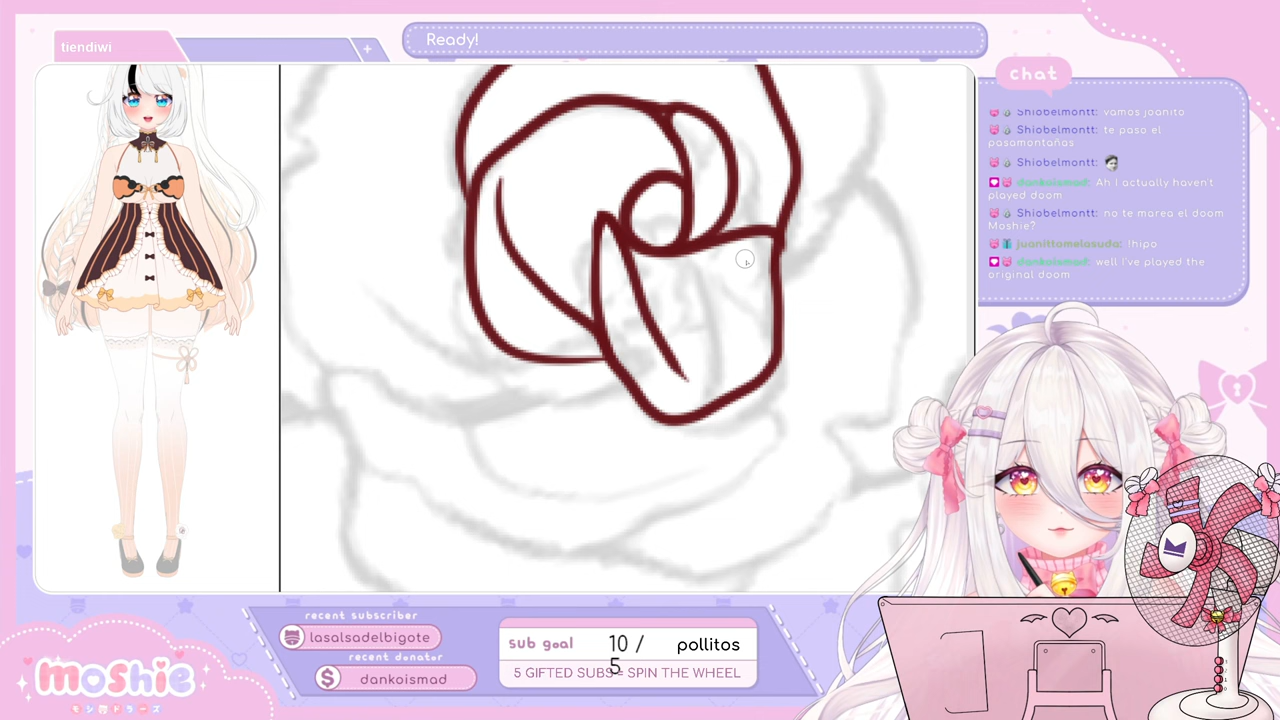 tiendiwi
+
Ready!
chat
Shiobelmontt: vamos joanito
Shiobelmontt: te paso el
pasamontañas
Shiobelmontt:
dankoismad: Ah I actually haven't
played doom
Shiobelmontt: no te marea el doom
Moshie?
juanittamelasuda: !hipo
dankoismad: well I've played the
original doom
recent subscriber
lasalsadelbigote
recent donator
$ dankoismad
sub goal 10 / 5 pollitos
5 GIFTED SUBS = SPIN THE WHEEL
moshie